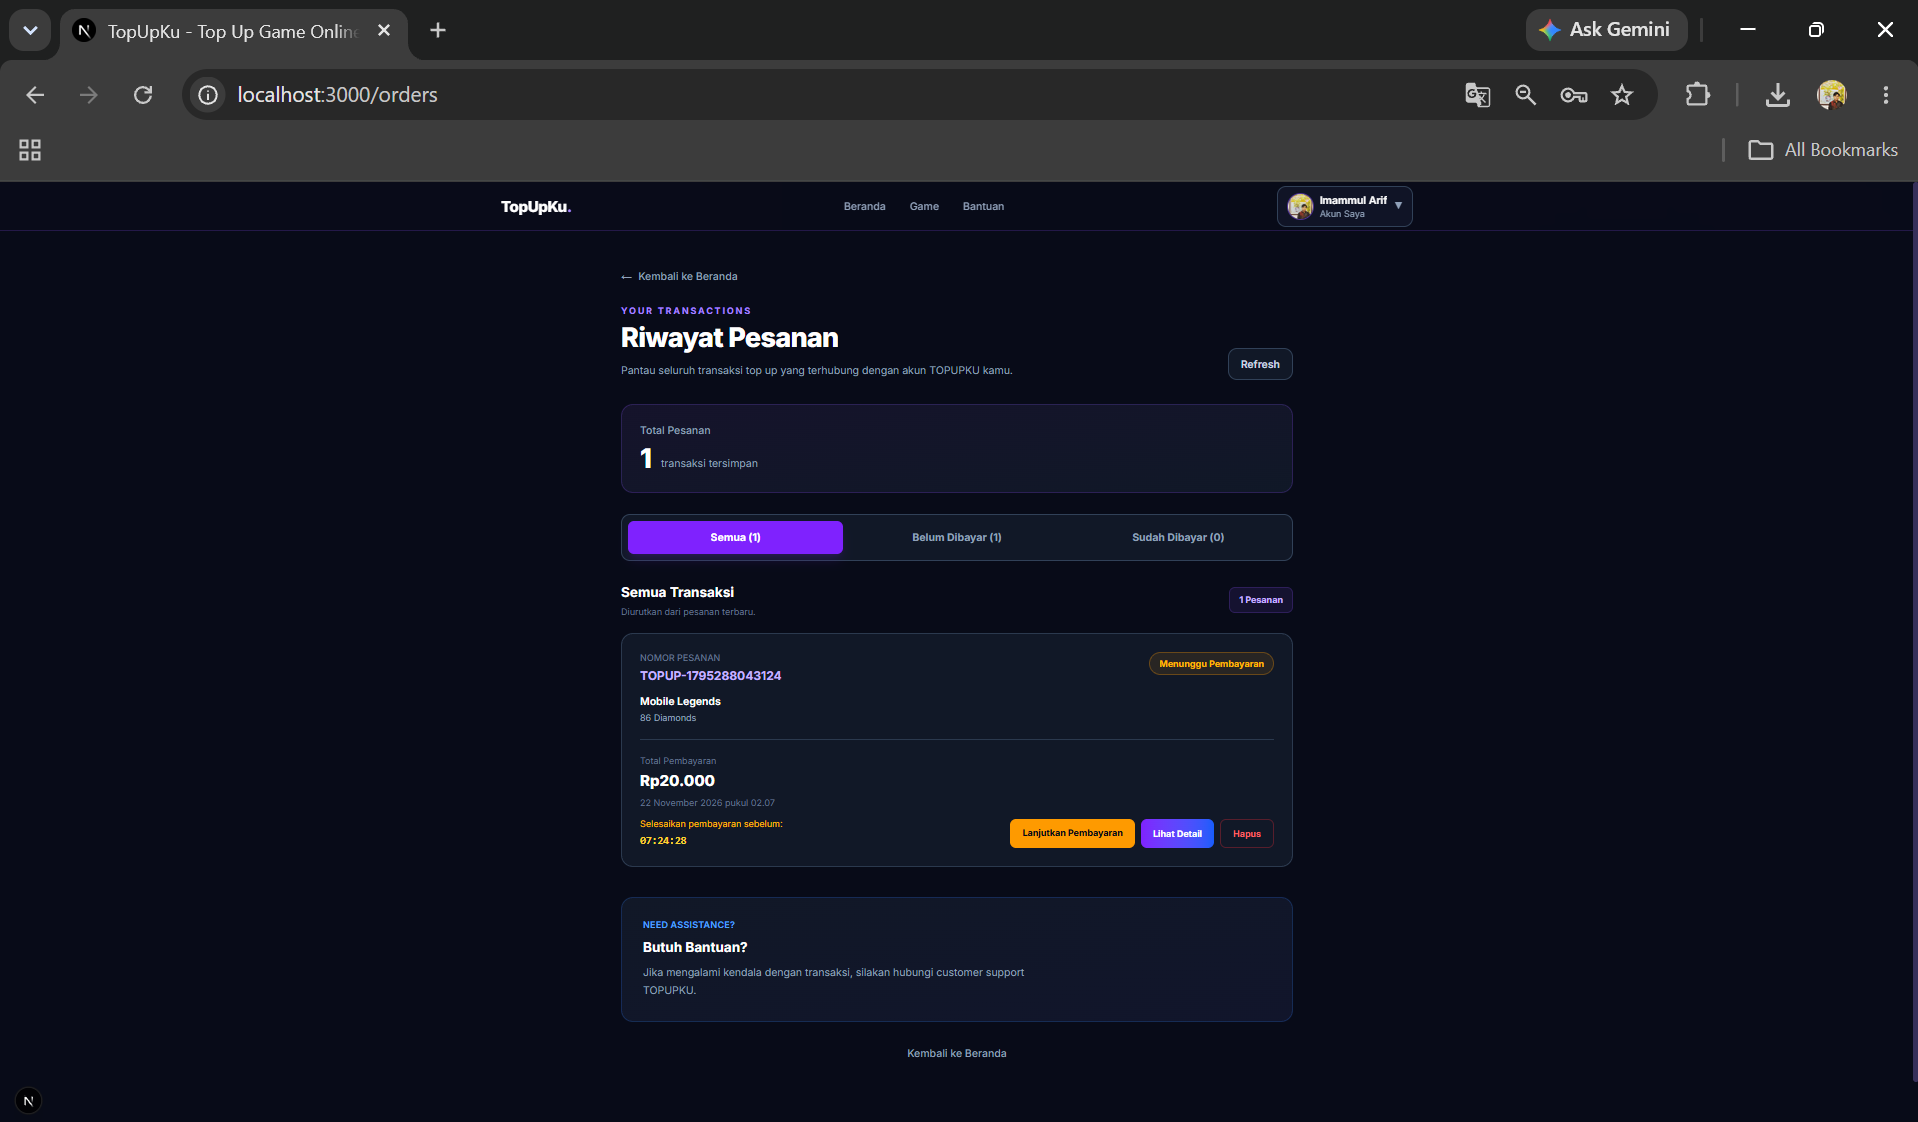 TopUpKu - Top Up Game Online
Ask Gemini
localhost:3000/orders
All Bookmarks
TopUpKu.
Beranda
Game
Bantuan
Imammul Arif
Akun Saya
← Kembali ke Beranda
YOUR TRANSACTIONS
Riwayat Pesanan
Pantau seluruh transaksi top up yang terhubung dengan akun TOPUPKU kamu.
Refresh
Total Pesanan
1 transaksi tersimpan
Semua (1)
Belum Dibayar (1)
Sudah Dibayar (0)
Semua Transaksi
Diurutkan dari pesanan terbaru.
1 Pesanan
NOMOR PESANAN
TOPUP-1795288043124
Menunggu Pembayaran
Mobile Legends
86 Diamonds
Total Pembayaran
Rp20.000
22 November 2026 pukul 02.07
Selesaikan pembayaran sebelum:
07:24:28
Lanjutkan Pembayaran
Lihat Detail
Hapus
NEED ASSISTANCE?
Butuh Bantuan?
Jika mengalami kendala dengan transaksi, silakan hubungi customer support
TOPUPKU.
Kembali ke Beranda
N